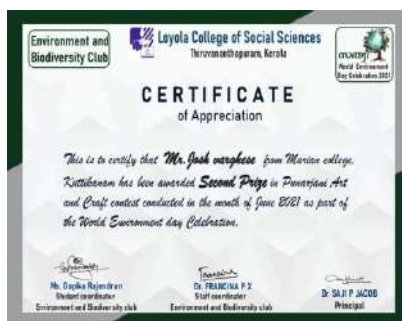 Environment and
Biodiversity Club
Loyola College of Social Sciences
Thiruvananthapuram, Kerala
World Environment
Day Celebration 2021
CERTIFICATE
of Appreciation
This is to certify that Mr. Josh varghese from Marian college,
Kuttikanam has been awarded Second Prize in Punarjani Art
and Craft contest conducted in the month of June 2021 as part of
the World Environment day Celebration.
Ms. Gopika Rajendran
Student coordinator
Environment and Biodiversity club
Dr. FRANCINA P X
Staff coordinator
Environment and Biodiversity club
Dr. SAJI P JACOB
Principal